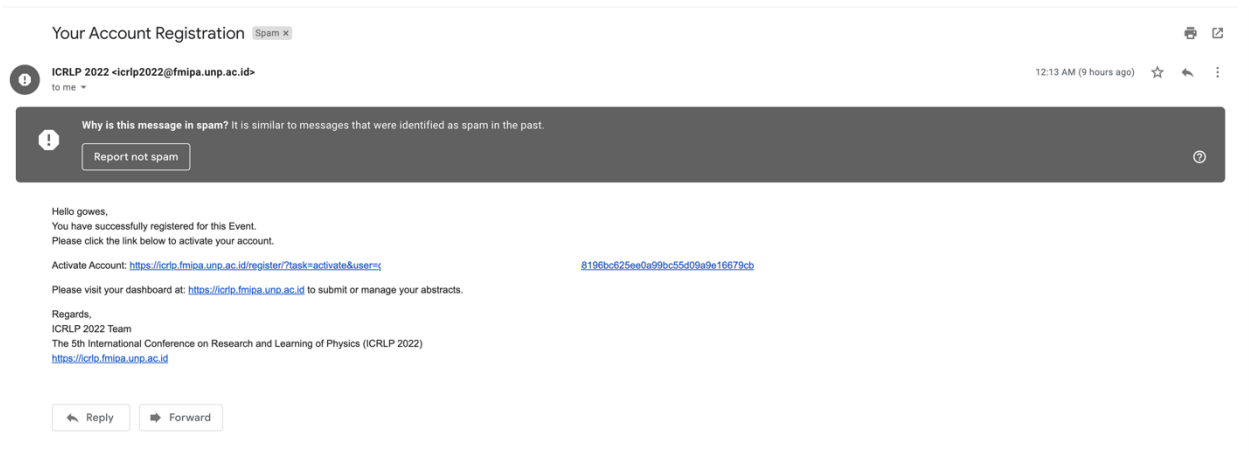 Your Account Registration Spam ×
ICRLP 2022 <icrlp2022@fmipa.unp.ac.id> 12:13 AM (9 hours ago)
to me
Why is this message in spam? It is similar to messages that were identified as spam in the past.
Report not spam
Hello gowes,
You have successfully registered for this Event.
Please click the link below to activate your account.
Activate Account: https://icrlp.fmipa.unp.ac.id/register/?task=activate&user= 8196bc625ee0a99bc55d09a9e16679cb
Please visit your dashboard at: https://icrlp.fmipa.unp.ac.id to submit or manage your abstracts.
Regards,
ICRLP 2022 Team
The 5th International Conference on Research and Learning of Physics (ICRLP 2022)
https://icrlp.fmipa.unp.ac.id
Reply Forward